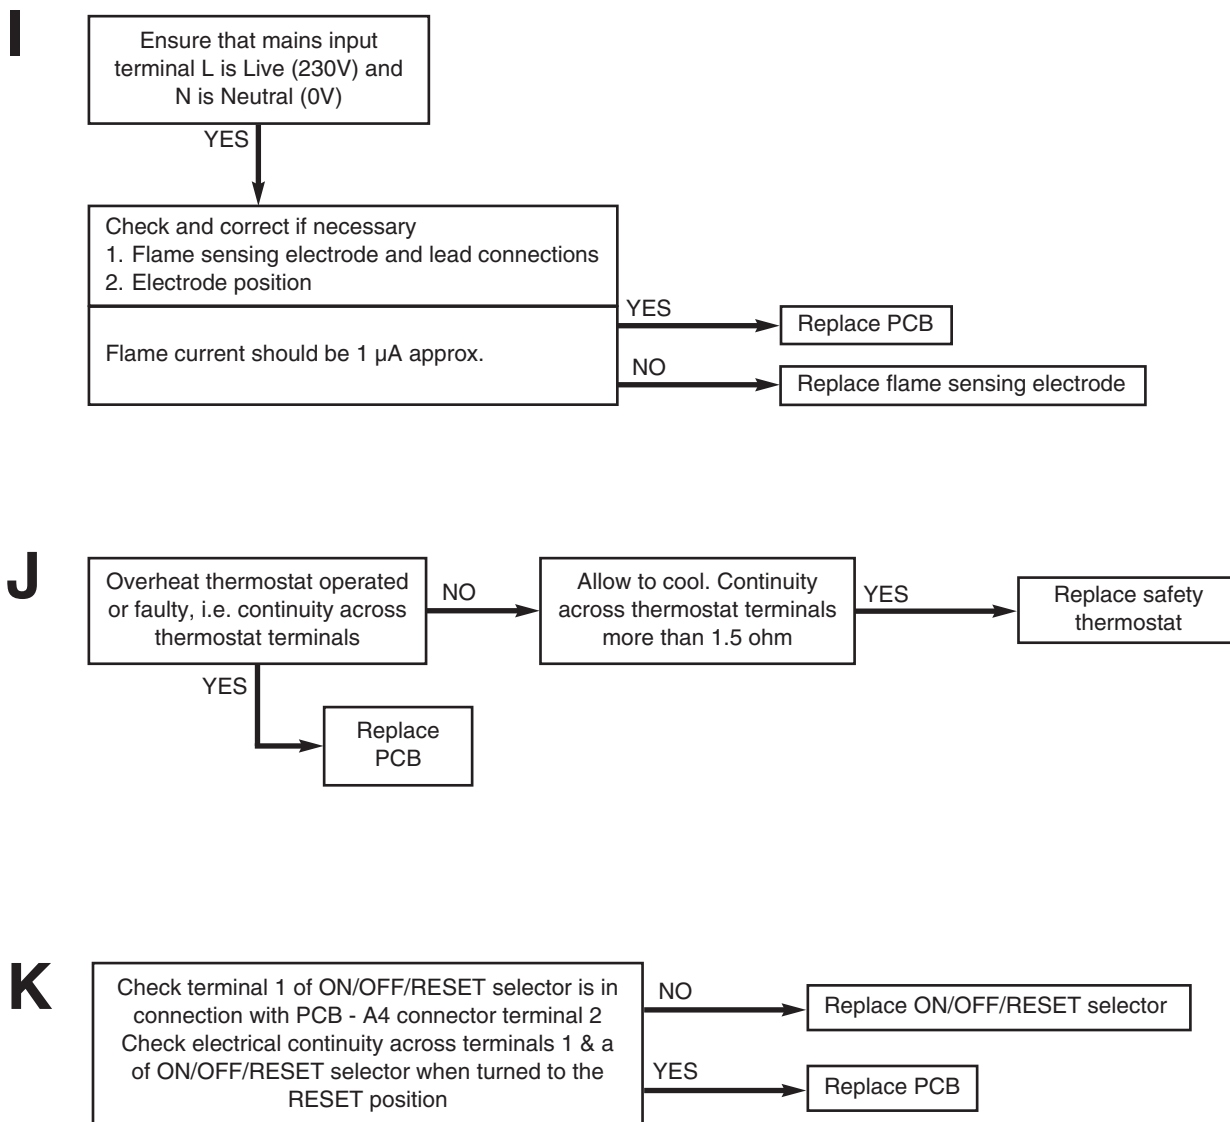 I
Ensure that mains input
terminal L is Live (230V) and
N is Neutral (0V)
YES
Check and correct if necessary
1. Flame sensing electrode and lead connections
2. Electrode position
YES
Replace PCB
Flame current should be 1 µA approx.
NO
Replace flame sensing electrode
J
Overheat thermostat operated
or faulty, i.e. continuity across
thermostat terminals
NO
Allow to cool. Continuity
across thermostat terminals
more than 1.5 ohm
YES
Replace safety
thermostat
YES
Replace
PCB
K
Check terminal 1 of ON/OFF/RESET selector is in
connection with PCB - A4 connector terminal 2
Check electrical continuity across terminals 1 & a
of ON/OFF/RESET selector when turned to the
RESET position
NO
Replace ON/OFF/RESET selector
YES
Replace PCB